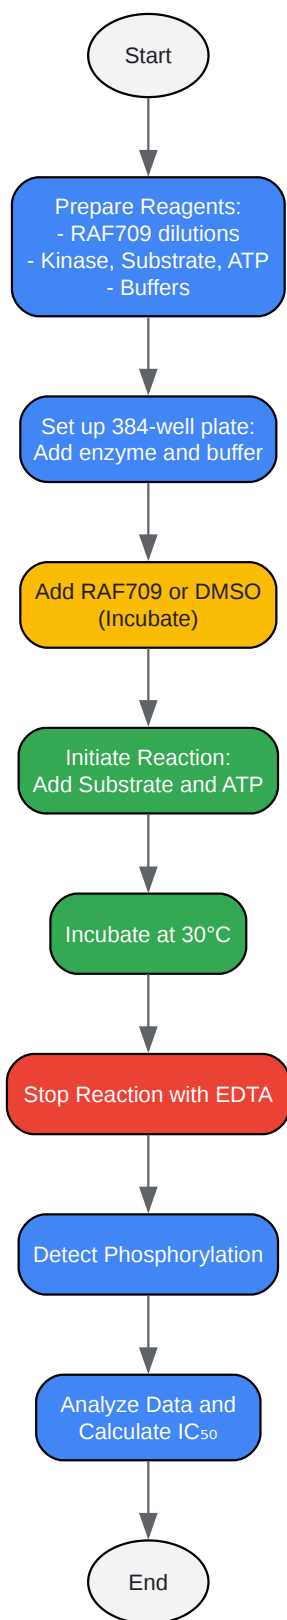 Start
Prepare Reagents:
- RAF709 dilutions
- Kinase, Substrate, ATP
- Buffers
Set up 384-well plate:
Add enzyme and buffer
Add RAF709 or DMSO
(Incubate)
Initiate Reaction:
Add Substrate and ATP
Incubate at 30°C
Stop Reaction with EDTA
Detect Phosphorylation
Analyze Data and
Calculate IC₅₀
End